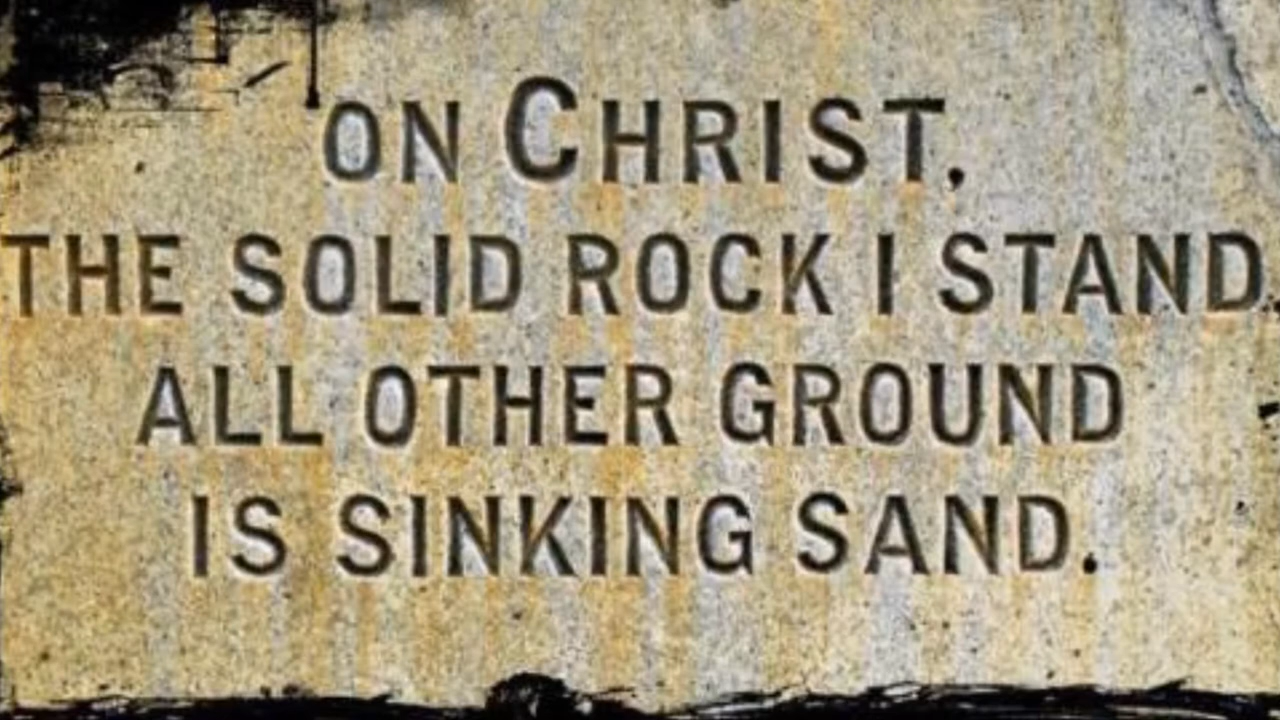 ON CHRIST,
THE SOLID ROCK I STAND
ALL OTHER GROUND
IS SINKING SAND.